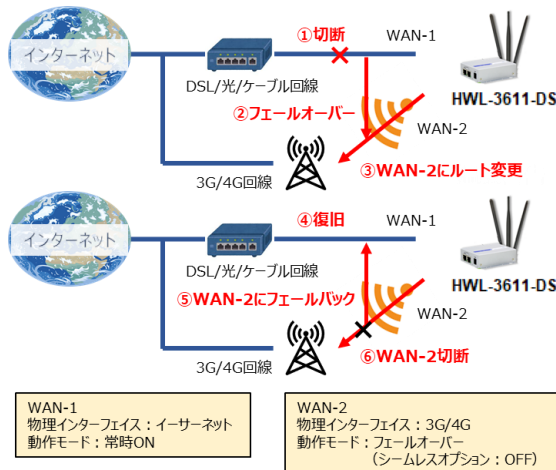 ①切断
WAN-1
インターネット
DSL/光/ケーブル回線
HWL-3611-DS
②フェールオーバー
WAN-2
③WAN-2にルート変更
3G/4G回線
④復旧
WAN-1
インターネット
DSL/光/ケーブル回線
HWL-3611-DS
⑤WAN-2にフェールバック
WAN-2
⑥WAN-2切断
3G/4G回線
WAN-1
物理インターフェイス：イーサーネット
動作モード：常時ON
WAN-2
物理インターフェイス：3G/4G
動作モード：フェールオーバー
（シームレスオプション：OFF）